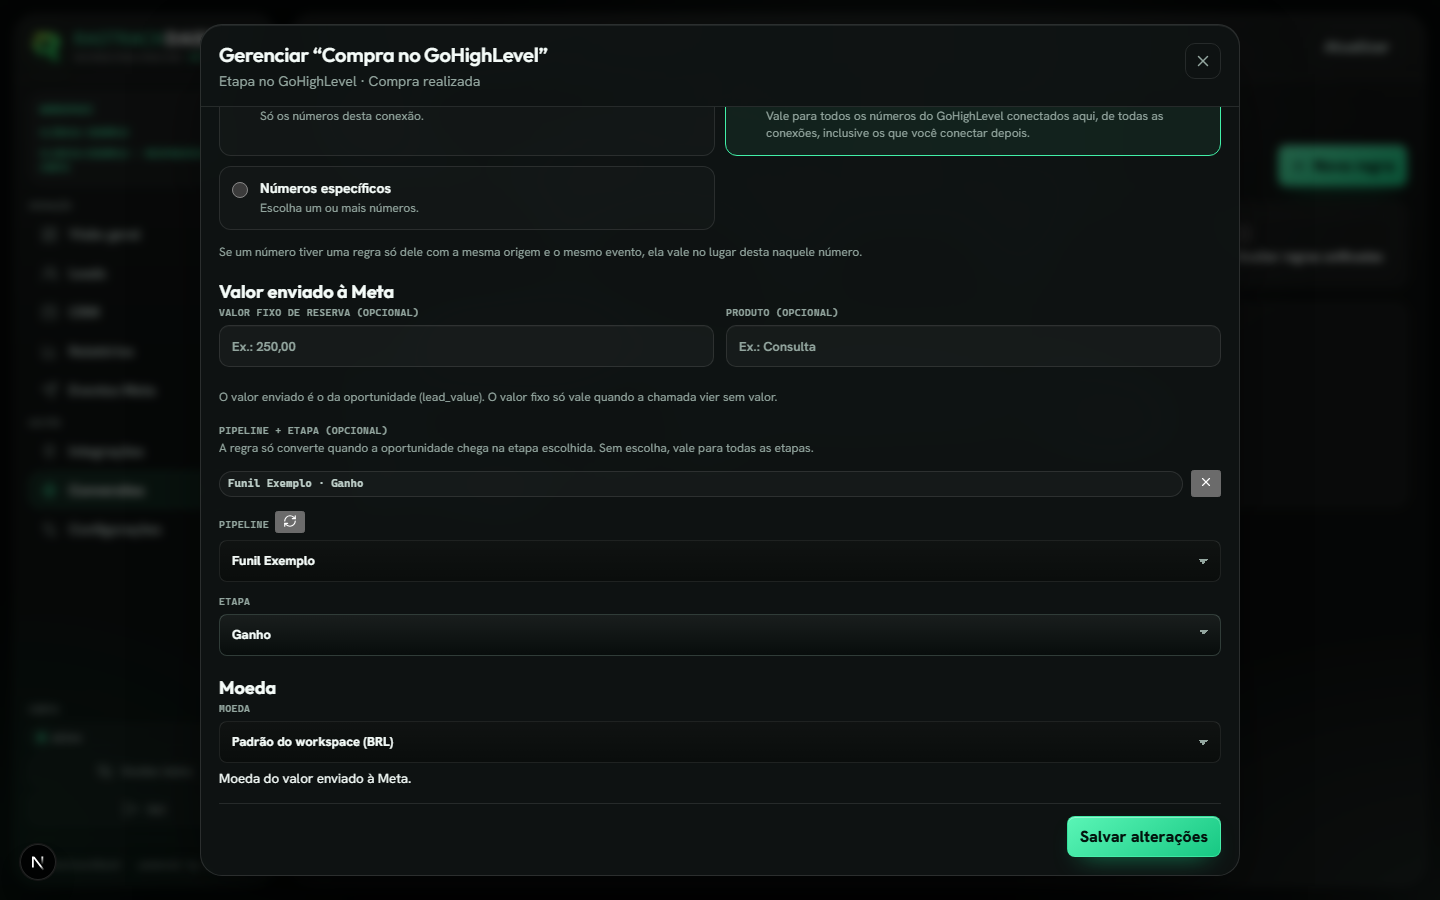 Gerenciar “Compra no GoHighLevel”
Etapa no GoHighLevel · Compra realizada
Só os números desta conexão.
Vale para todos os números do GoHighLevel conectados aqui, de todas as
conexões, inclusive os que você conectar depois.
Números específicos
Escolha um ou mais números.
Se um número tiver uma regra só dele com a mesma origem e o mesmo evento, ela vale no lugar desta naquele número.
Valor enviado à Meta
VALOR FIXO DE RESERVA (OPCIONAL)
PRODUTO (OPCIONAL)
Ex.: 250,00
Ex.: Consulta
O valor enviado é o da oportunidade (lead_value). O valor fixo só vale quando a chamada vier sem valor.
PIPELINE + ETAPA (OPCIONAL)
A regra só converte quando a oportunidade chega na etapa escolhida. Sem escolha, vale para todas as etapas.
Funil Exemplo · Ganho
PIPELINE
Funil Exemplo
ETAPA
Ganho
Moeda
MOEDA
Padrão do workspace (BRL)
Moeda do valor enviado à Meta.
Salvar alterações
N